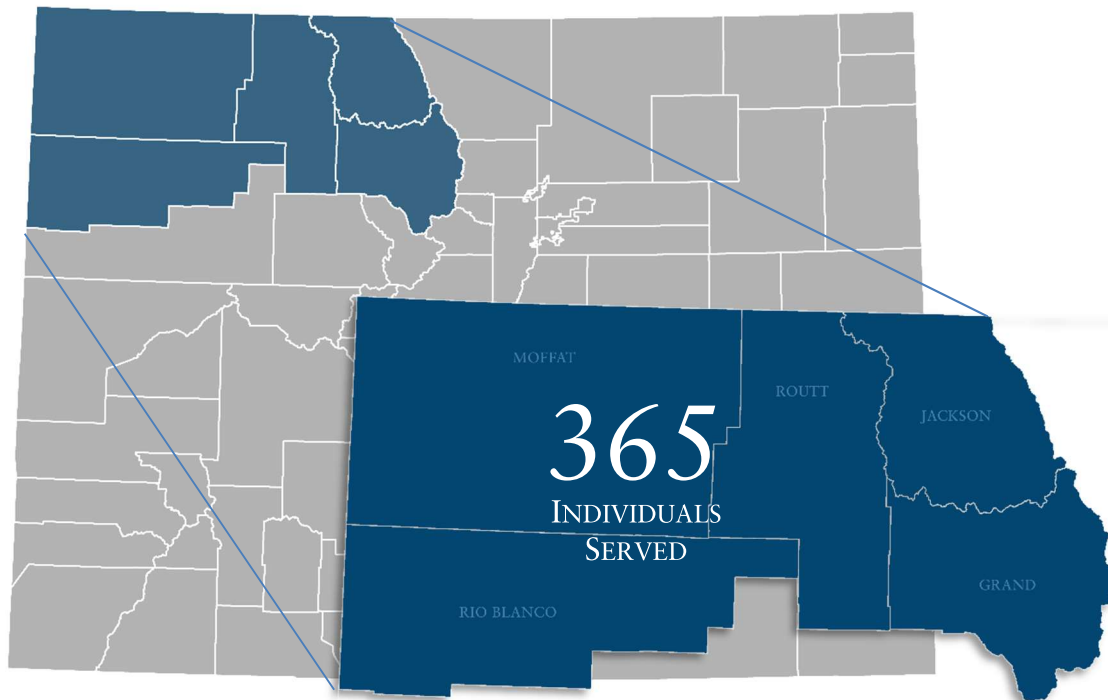 MOFFAT
ROUTT
JACKSON
365
INDIVIDUALS
SERVED
GRAND
RIO BLANCO